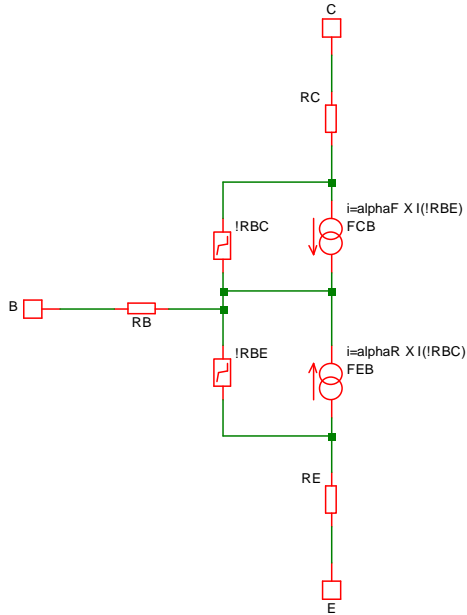 C
RC
i=alphaF X I(!RBE)
!RBC
FCB
B
RB
!RBE
i=alphaR X I(!RBC)
FEB
RE
E